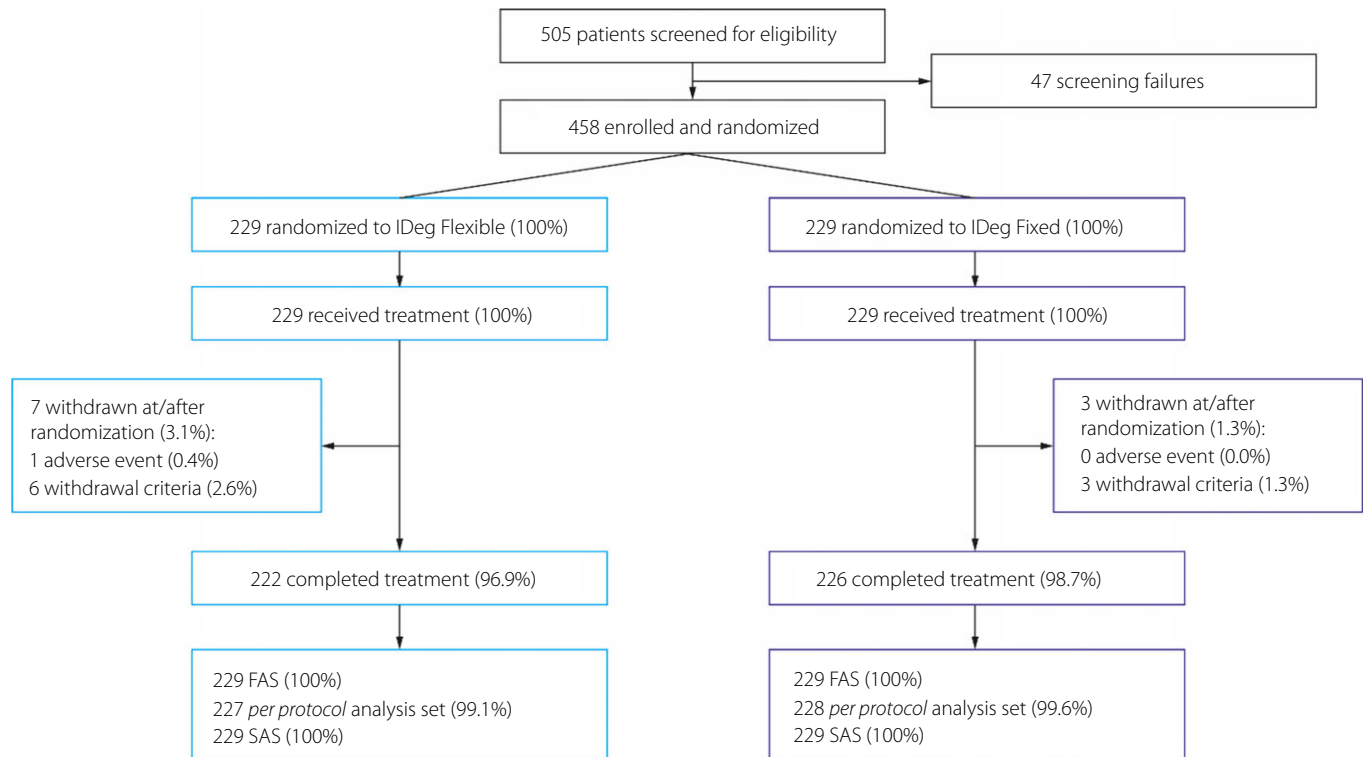 505 patients screened for eligibility
47 screening failures
458 enrolled and randomized
229 randomized to IDeg Flexible (100%)
229 randomized to IDeg Fixed (100%)
229 received treatment (100%)
229 received treatment (100%)
7 withdrawn at/after
randomization (3.1%):
1 adverse event (0.4%)
6 withdrawal criteria (2.6%)
3 withdrawn at/after
randomization (1.3%):
0 adverse event (0.0%)
3 withdrawal criteria (1.3%)
222 completed treatment (96.9%)
226 completed treatment (98.7%)
229 FAS (100%)
227 per protocol analysis set (99.1%)
229 SAS (100%)
229 FAS (100%)
228 per protocol analysis set (99.6%)
229 SAS (100%)